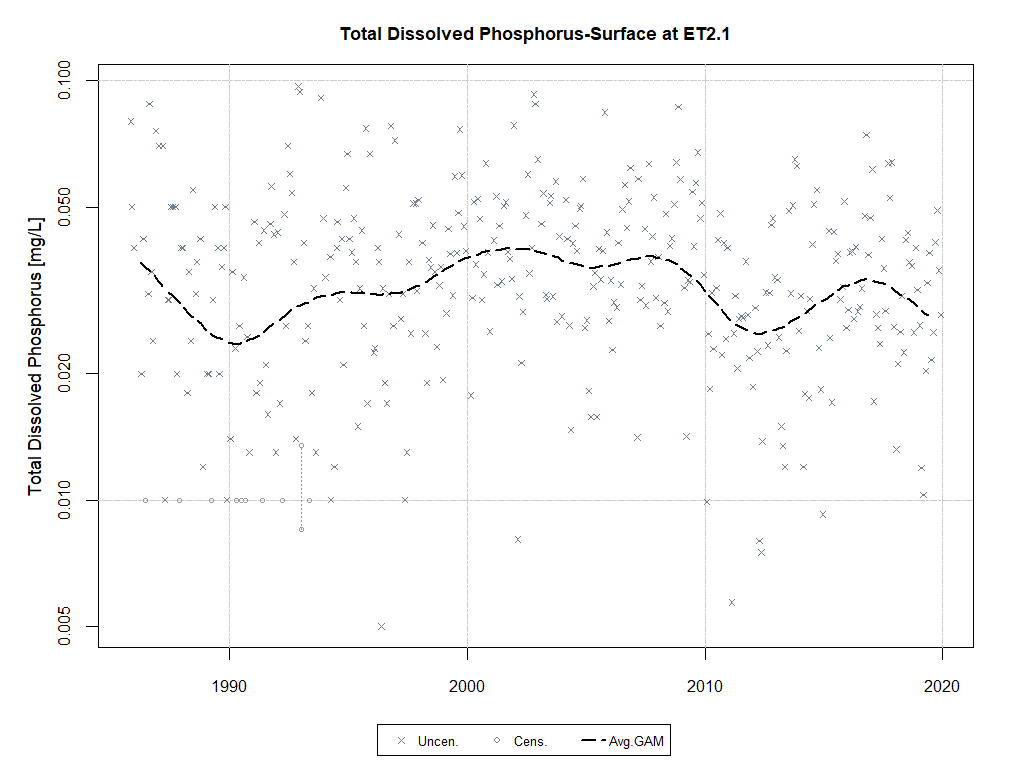 Total Dissolved Phosphorus-Surface at ET2.1
Total Dissolved Phosphorus [mg/L]
0.100
0.050
0.020
0.010
0.005
1990 2000 2010 2020
Uncen. Cens. Avg.GAM